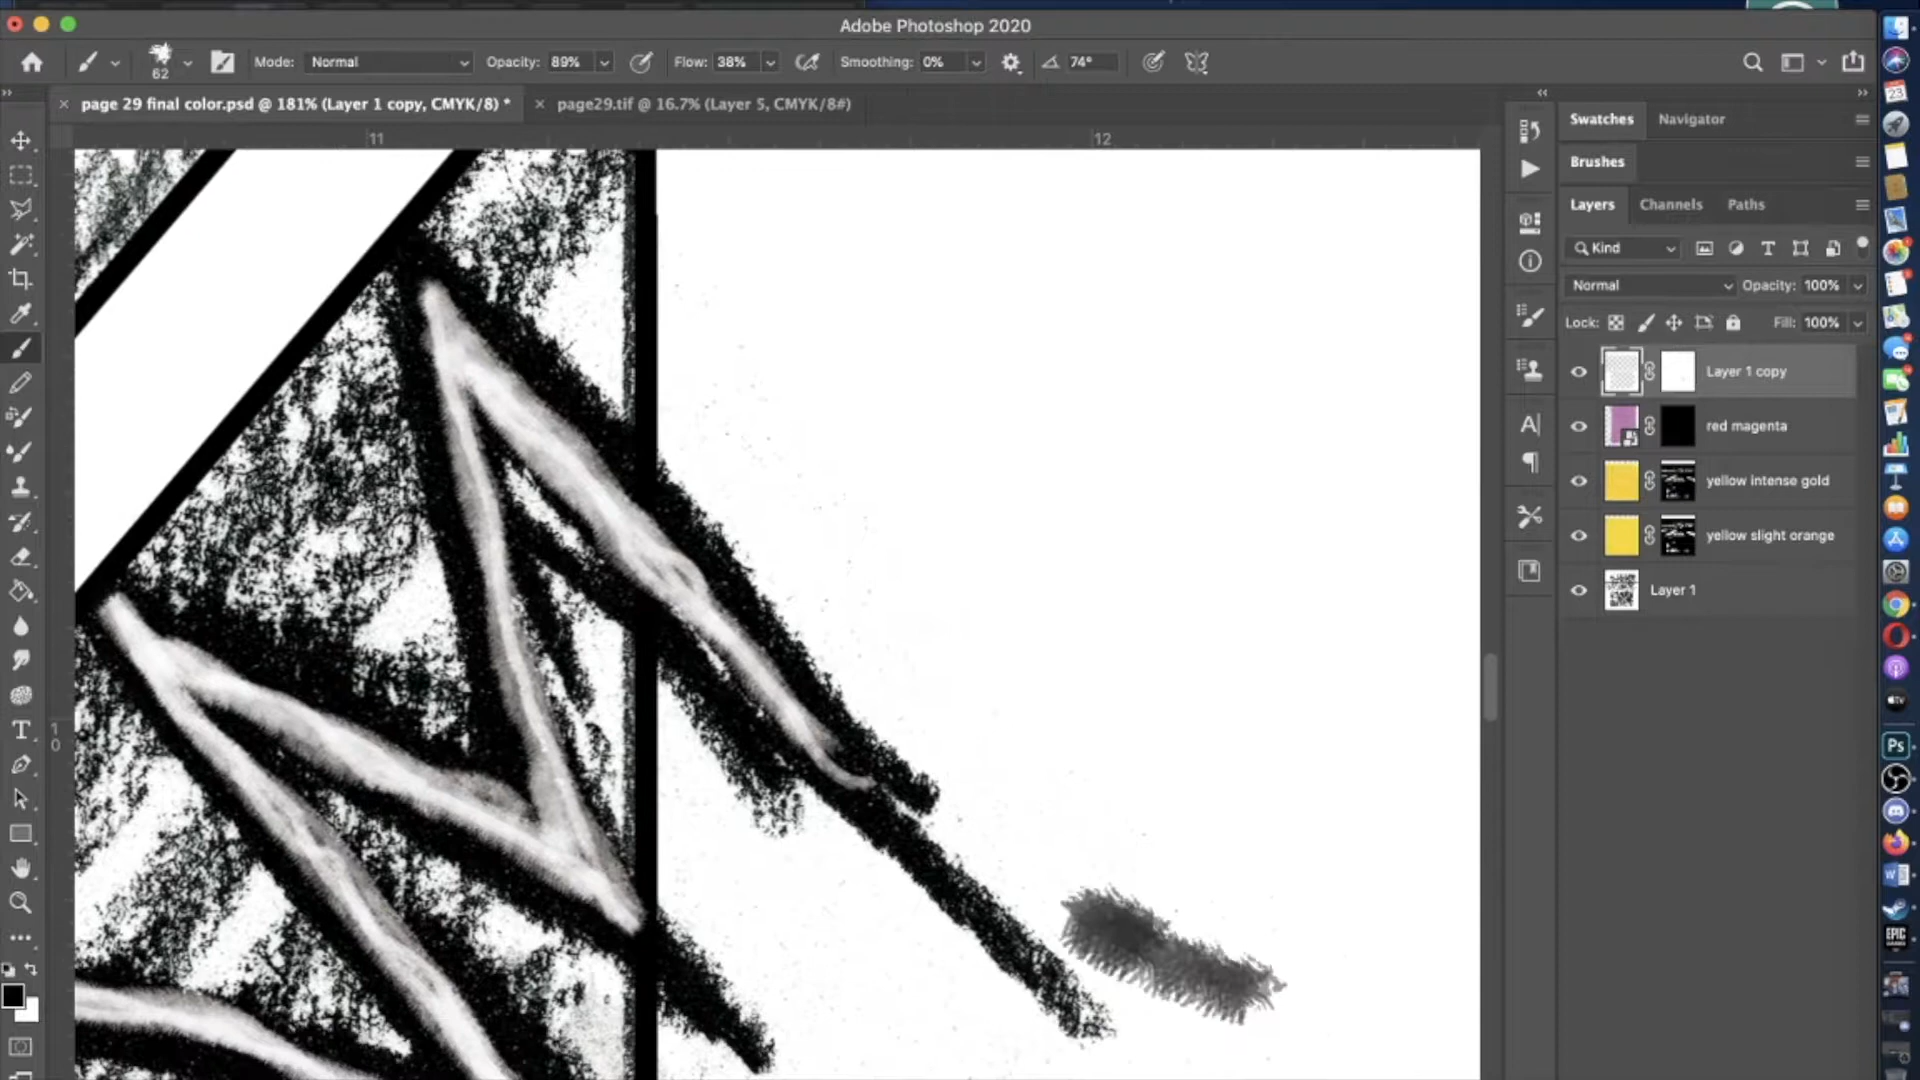 Adobe Photoshop 2020
62 Mode: Normal Opacity: 89% Flow: 38% Smoothing: 0% 74°
page 29 final color.psd @ 181% (Layer 1 copy, CMYK/8) * page29.tif @ 16.7% (Layer 5, CMYK/8#)
11 12
10
Swatches Navigator
Brushes
Layers Channels Paths
Kind
Normal Opacity: 100%
Lock: Fill: 100%
Layer 1 copy
red magenta
yellow intense gold
yellow slight orange
Layer 1
23
Ps
EPIC